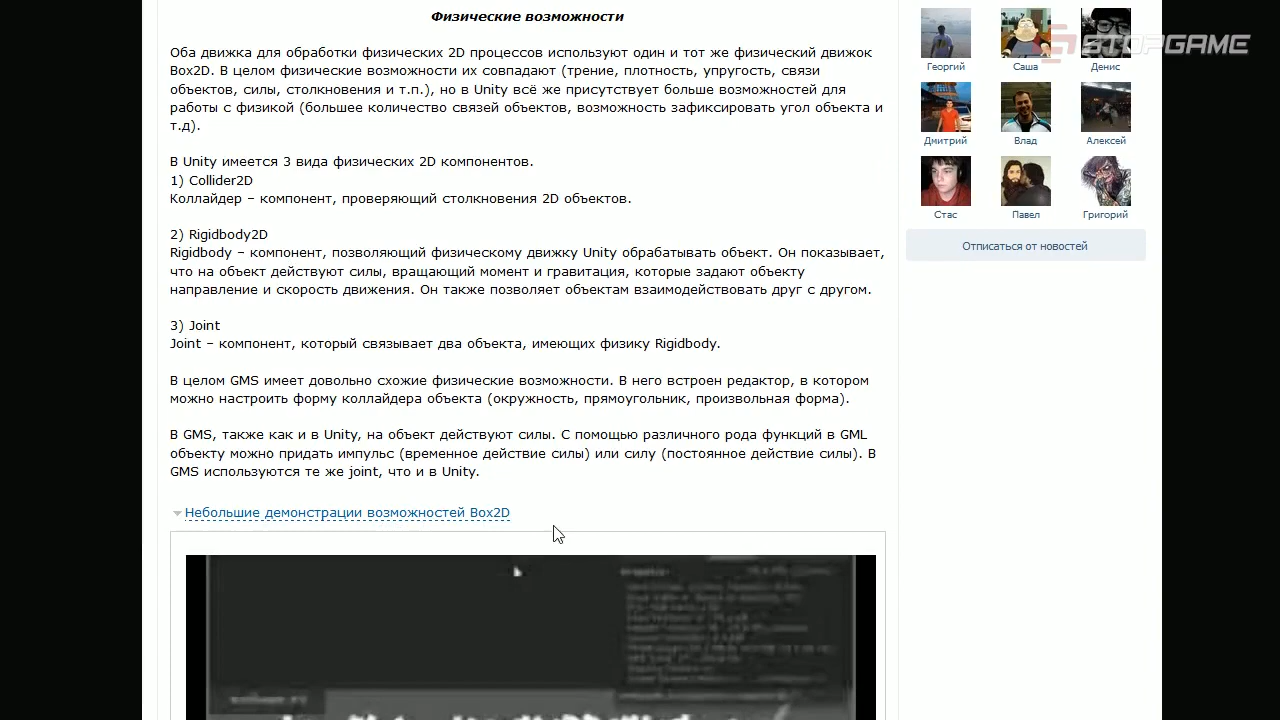 Физические возможности
Оба движка для обработки физических 2D процессов используют один и тот же физический движок
Box2D. В целом физические возможности их совпадают (трение, плотность, упругость, связи
объектов, сила, столкновения и т.п.), но в Unity всё же присутствует больше возможностей для
работы с физикой (большее количество связей объектов, возможность зафиксировать угол объекта и
т.д).
В Unity имеется 3 вида физических 2D компонентов.
1) Collider2D
Коллайдер – компонент, проверяющий столкновения 2D объектов.
2) Rigidbody2D
Rigidbody – компонент, позволяющий физическому движку Unity обрабатывать объект. Он показывает,
что на объект действуют силы, вращающий момент и гравитация, которые задают объекту
направление и скорость движения. Он также позволяет объектам взаимодействовать друг с другом.
3) Joint
Joint – компонент, который связывает два объекта, имеющих физику Rigidbody.
В целом GMS имеет довольно схожие физические возможности. В него встроен редактор, в котором
можно настроить форму коллайдера объекта (окружность, прямоугольник, произвольная форма).
В GMS, также как и в Unity, на объект действуют силы. С помощью различного рода функций в GML
объекту можно придать импульс (временное действие силы) или силу (постоянное действие силы). В
GMS используются те же joint, что и в Unity.
Небольшие демонстрации возможностей Box2D
STOPGAME
Георгий Саша Денис
Дмитрий Влад Алексей
Стас Павел Григорий
Отписаться от новостей